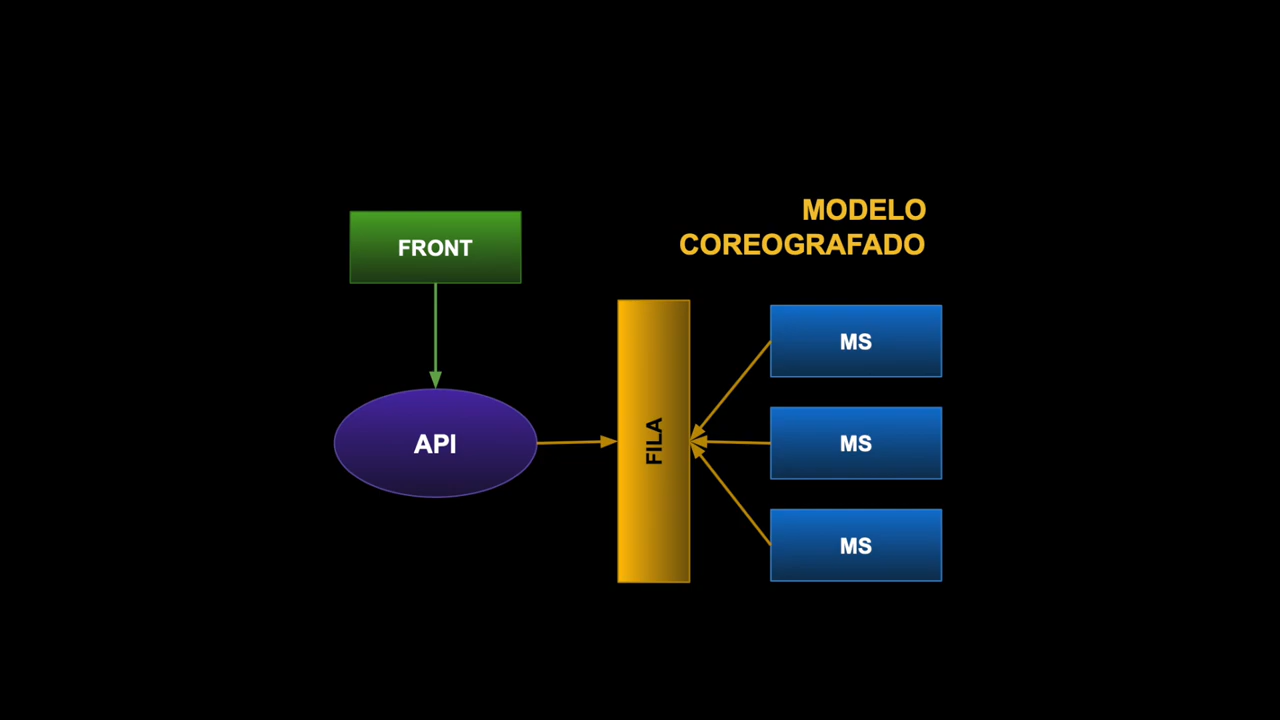 MODELO
COREOGRAFADO
FRONT
API
FILA
MS
MS
MS